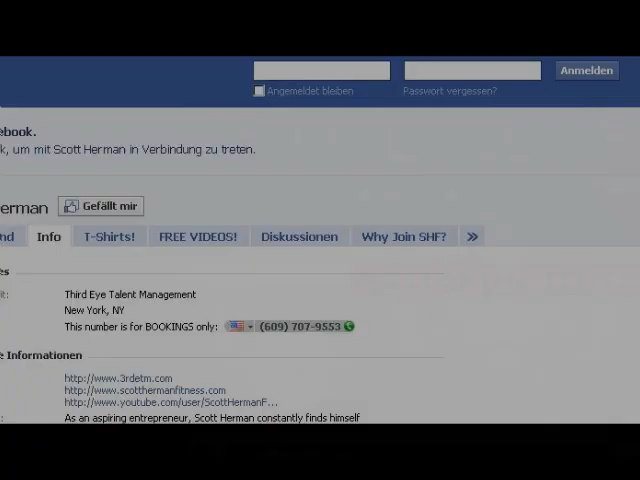 Anmelden
Angemeldet bleiben Passwort vergessen?
ebook.
k, um mit Scott Herman in Verbindung zu treten.
erman Gefällt mir
nd Info T-Shirts! FREE VIDEOS! Diskussionen Why Join SHF? »
es
it: Third Eye Talent Management
New York, NY
This number is for BOOKINGS only: (609) 707-9553
e Informationen
http://www.3rdetm.com
http://www.scotthermanfitness.com
http://www.youtube.com/user/ScottHermanF...
: As an aspiring entrepreneur, Scott Herman constantly finds himself